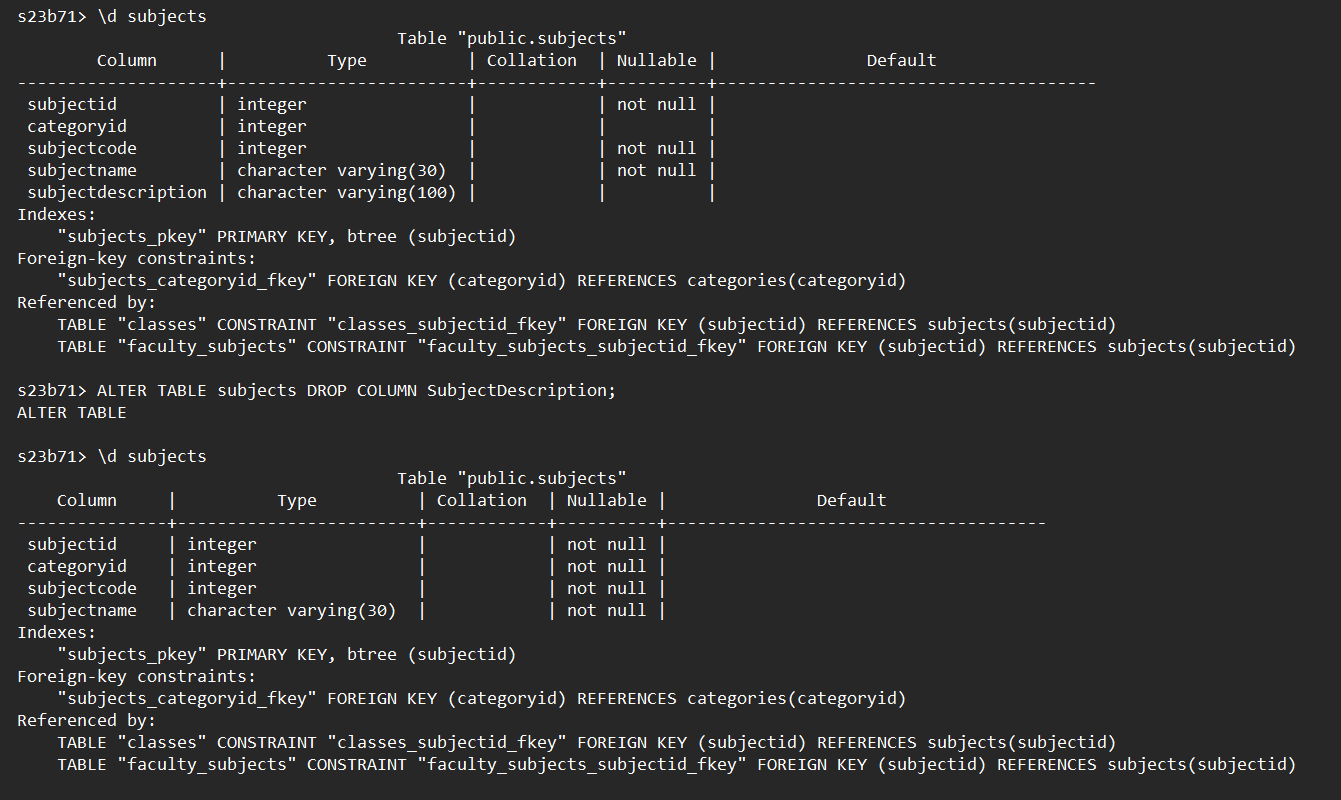 s23b71> \d subjects
                                      Table "public.subjects"
        Column      |          Type          | Collation  | Nullable |               Default
--------------------+------------------------+------------+----------+--------------------------------------
 subjectid          | integer                |            | not null |
 categoryid         | integer                |            |          |
 subjectcode        | integer                |            | not null |
 subjectname        | character varying(30)  |            | not null |
 subjectdescription | character varying(100) |            |          |
Indexes:
    "subjects_pkey" PRIMARY KEY, btree (subjectid)
Foreign-key constraints:
    "subjects_categoryid_fkey" FOREIGN KEY (categoryid) REFERENCES categories(categoryid)
Referenced by:
    TABLE "classes" CONSTRAINT "classes_subjectid_fkey" FOREIGN KEY (subjectid) REFERENCES subjects(subjectid)
    TABLE "faculty_subjects" CONSTRAINT "faculty_subjects_subjectid_fkey" FOREIGN KEY (subjectid) REFERENCES subjects(subjectid)

s23b71> ALTER TABLE subjects DROP COLUMN SubjectDescription;
ALTER TABLE

s23b71> \d subjects
                                      Table "public.subjects"
    Column     |          Type          | Collation  | Nullable |               Default
---------------+------------------------+------------+----------+--------------------------------------
 subjectid     | integer                |            | not null |
 categoryid    | integer                |            | not null |
 subjectcode   | integer                |            | not null |
 subjectname   | character varying(30)  |            | not null |
Indexes:
    "subjects_pkey" PRIMARY KEY, btree (subjectid)
Foreign-key constraints:
    "subjects_categoryid_fkey" FOREIGN KEY (categoryid) REFERENCES categories(categoryid)
Referenced by:
    TABLE "classes" CONSTRAINT "classes_subjectid_fkey" FOREIGN KEY (subjectid) REFERENCES subjects(subjectid)
    TABLE "faculty_subjects" CONSTRAINT "faculty_subjects_subjectid_fkey" FOREIGN KEY (subjectid) REFERENCES subjects(subjectid)